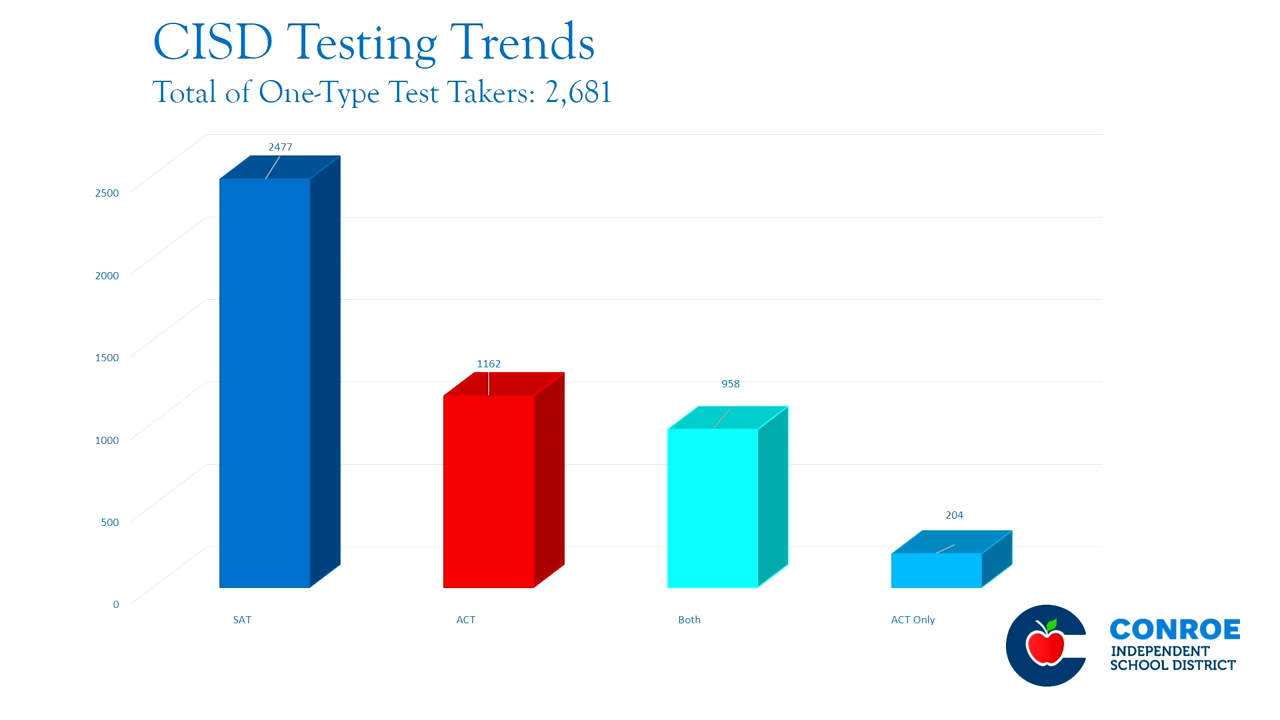 CISD Testing Trends
Total of One-Type Test Takers: 2,681
2477
2500
2000
1500
1162
958
1000
500
204
0
SAT
ACT
Both
ACT Only
CONROE
INDEPENDENT
SCHOOL DISTRICT